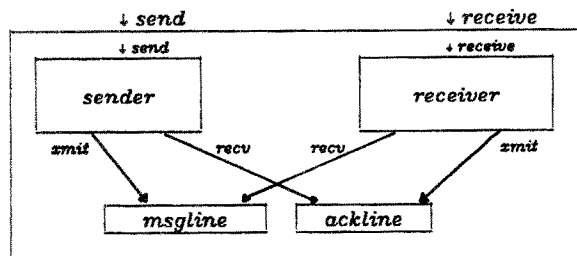 ↓ send ↓ receive
↓ send ↓ receive
sender receiver
xmit recv recv xmit
msgline ackline